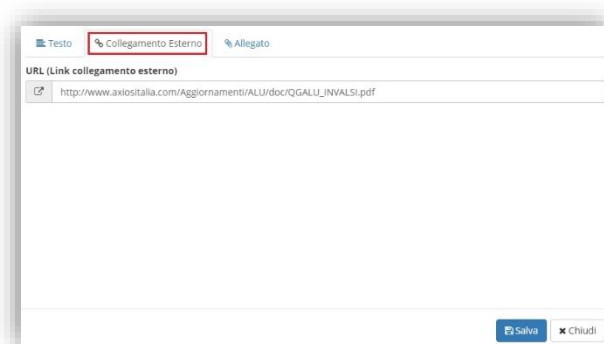 Testo Collegamento Esterno Allegato
URL (Link collegamento esterno)
http://www.axiositalia.com/Aggiornamenti/ALU/doc/QGALU_INVALSI.pdf
Salva Chiudi